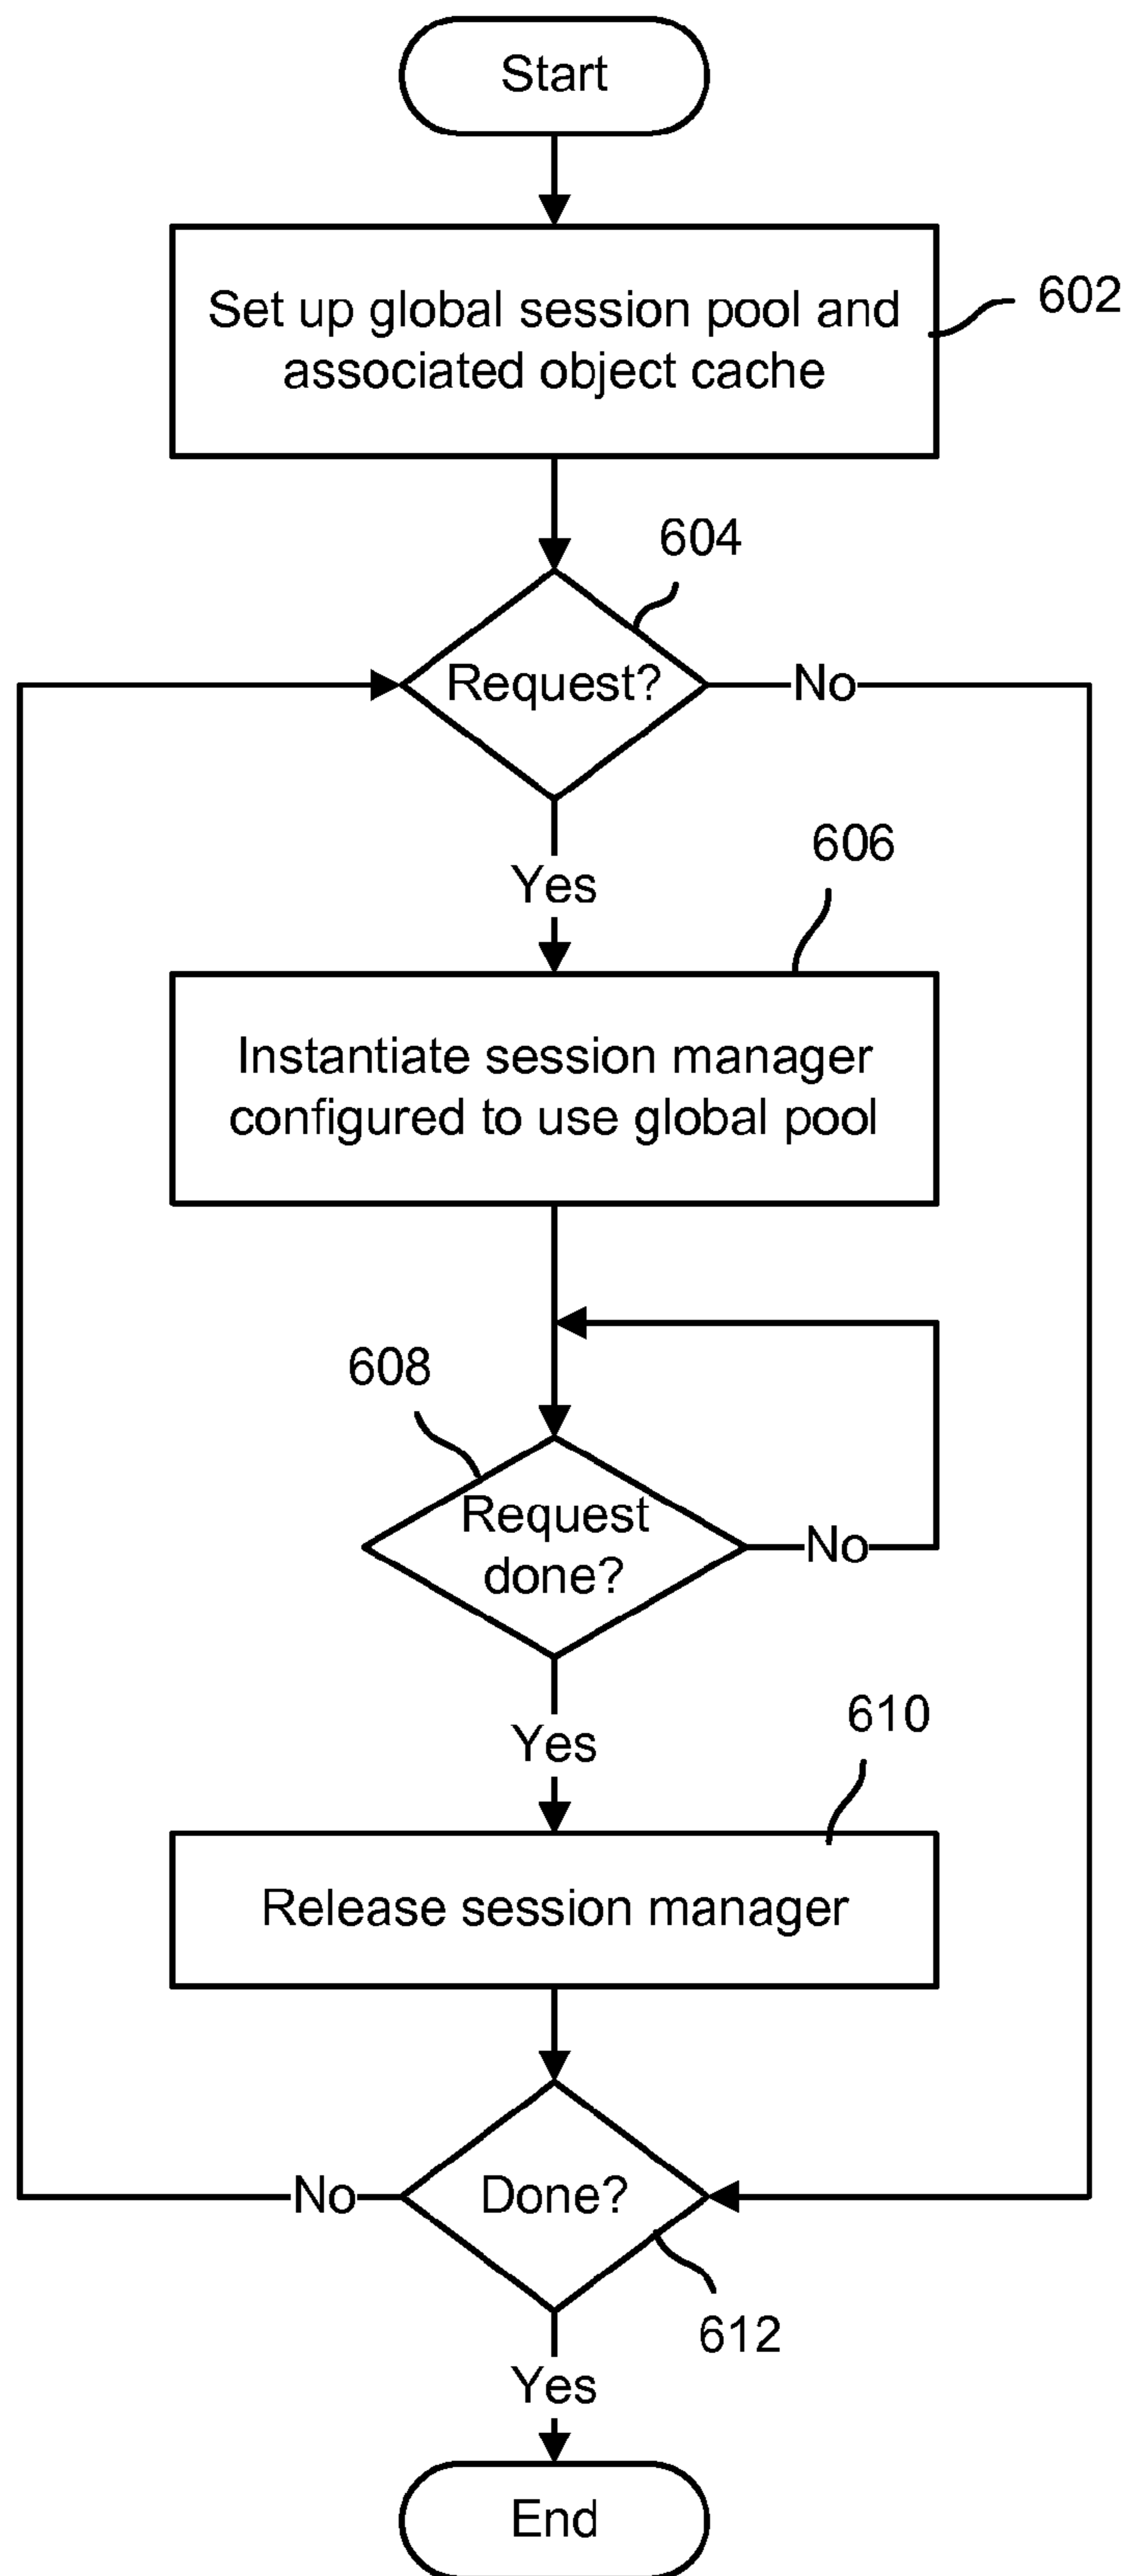 Start
Set up global session pool and
associated object cache
602
604
Request?
No
Yes
606
Instantiate session manager
configured to use global pool
608
Request
done?
No
Yes
610
Release session manager
No
Done?
612
Yes
End